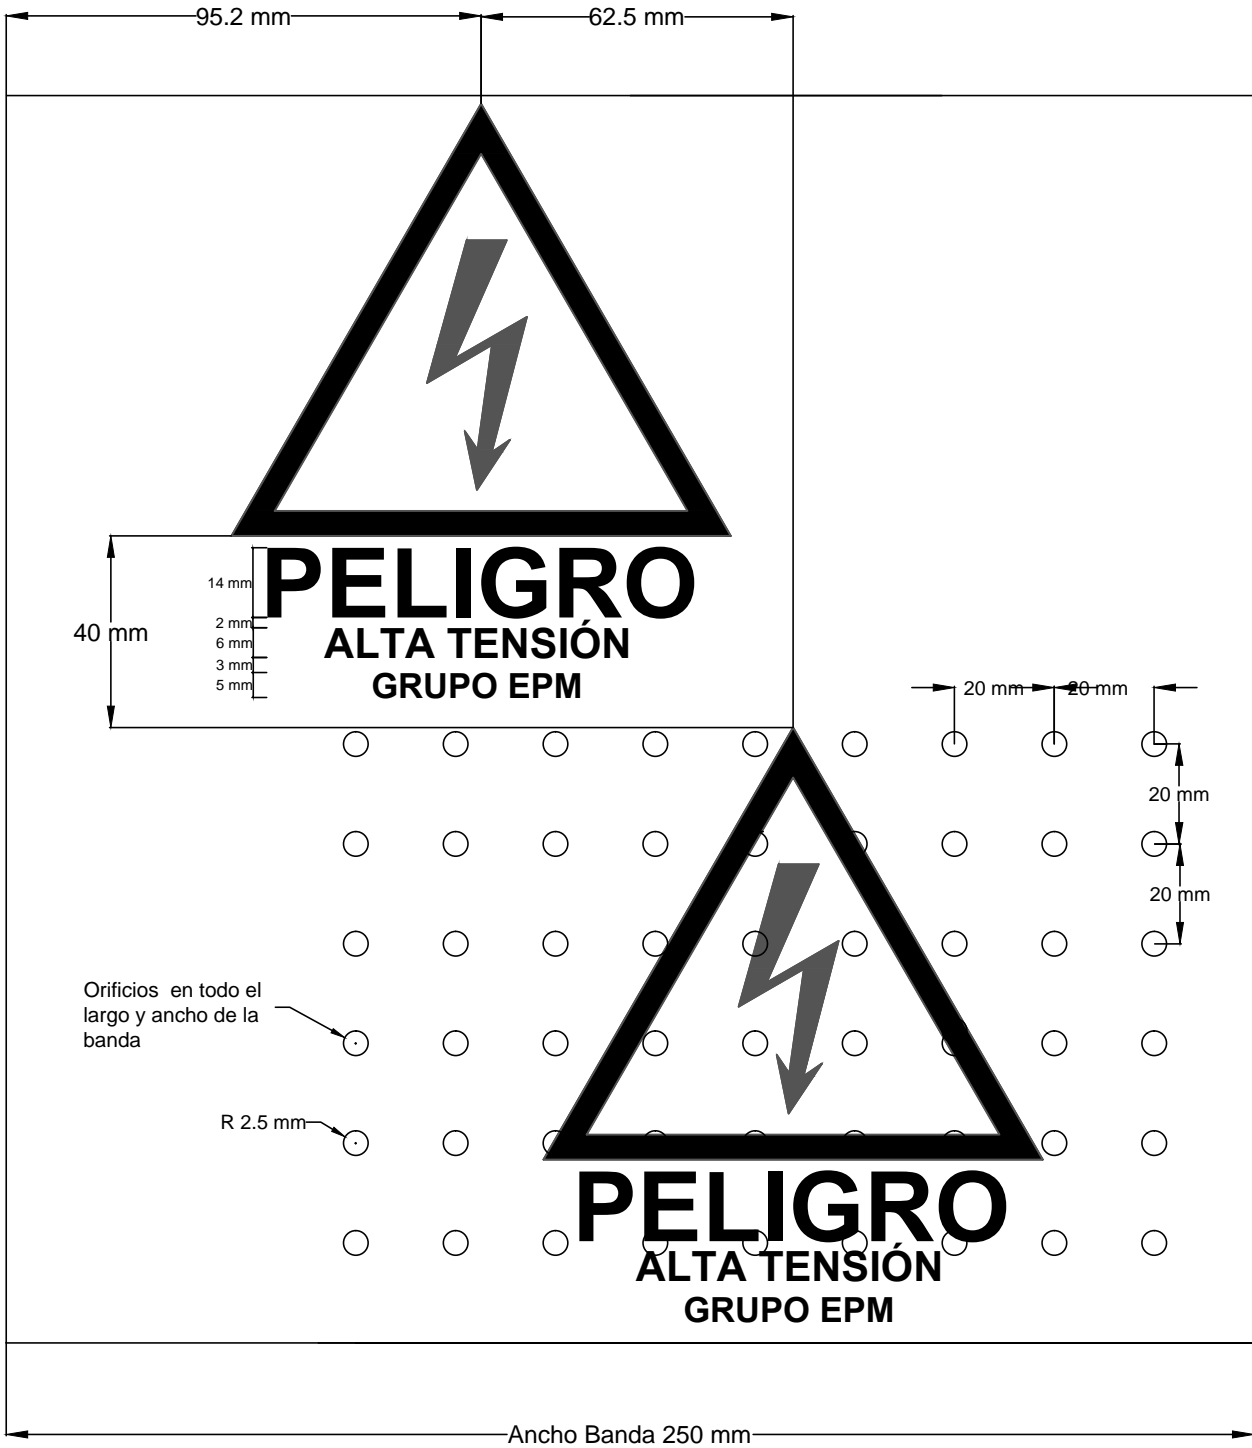 95.2 mm
62.5 mm
PELIGRO
14 mm
2 mm
ALTA TENSIÓN
40 mm
6 mm
3 mm
GRUPO EPM
5 mm
20 mm
20 mm
20 mm
20 mm
Orificios en todo el
largo y ancho de la
banda
R 2.5 mm
PELIGRO
ALTA TENSIÓN
GRUPO EPM
Ancho Banda 250 mm